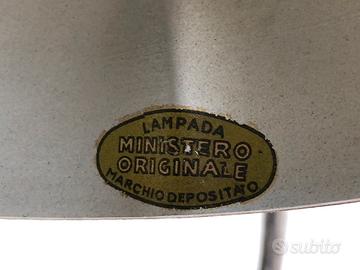 LAMPADA
MINISTERO
ORIGINALE
MARCHIO DEPOSITATO
subito